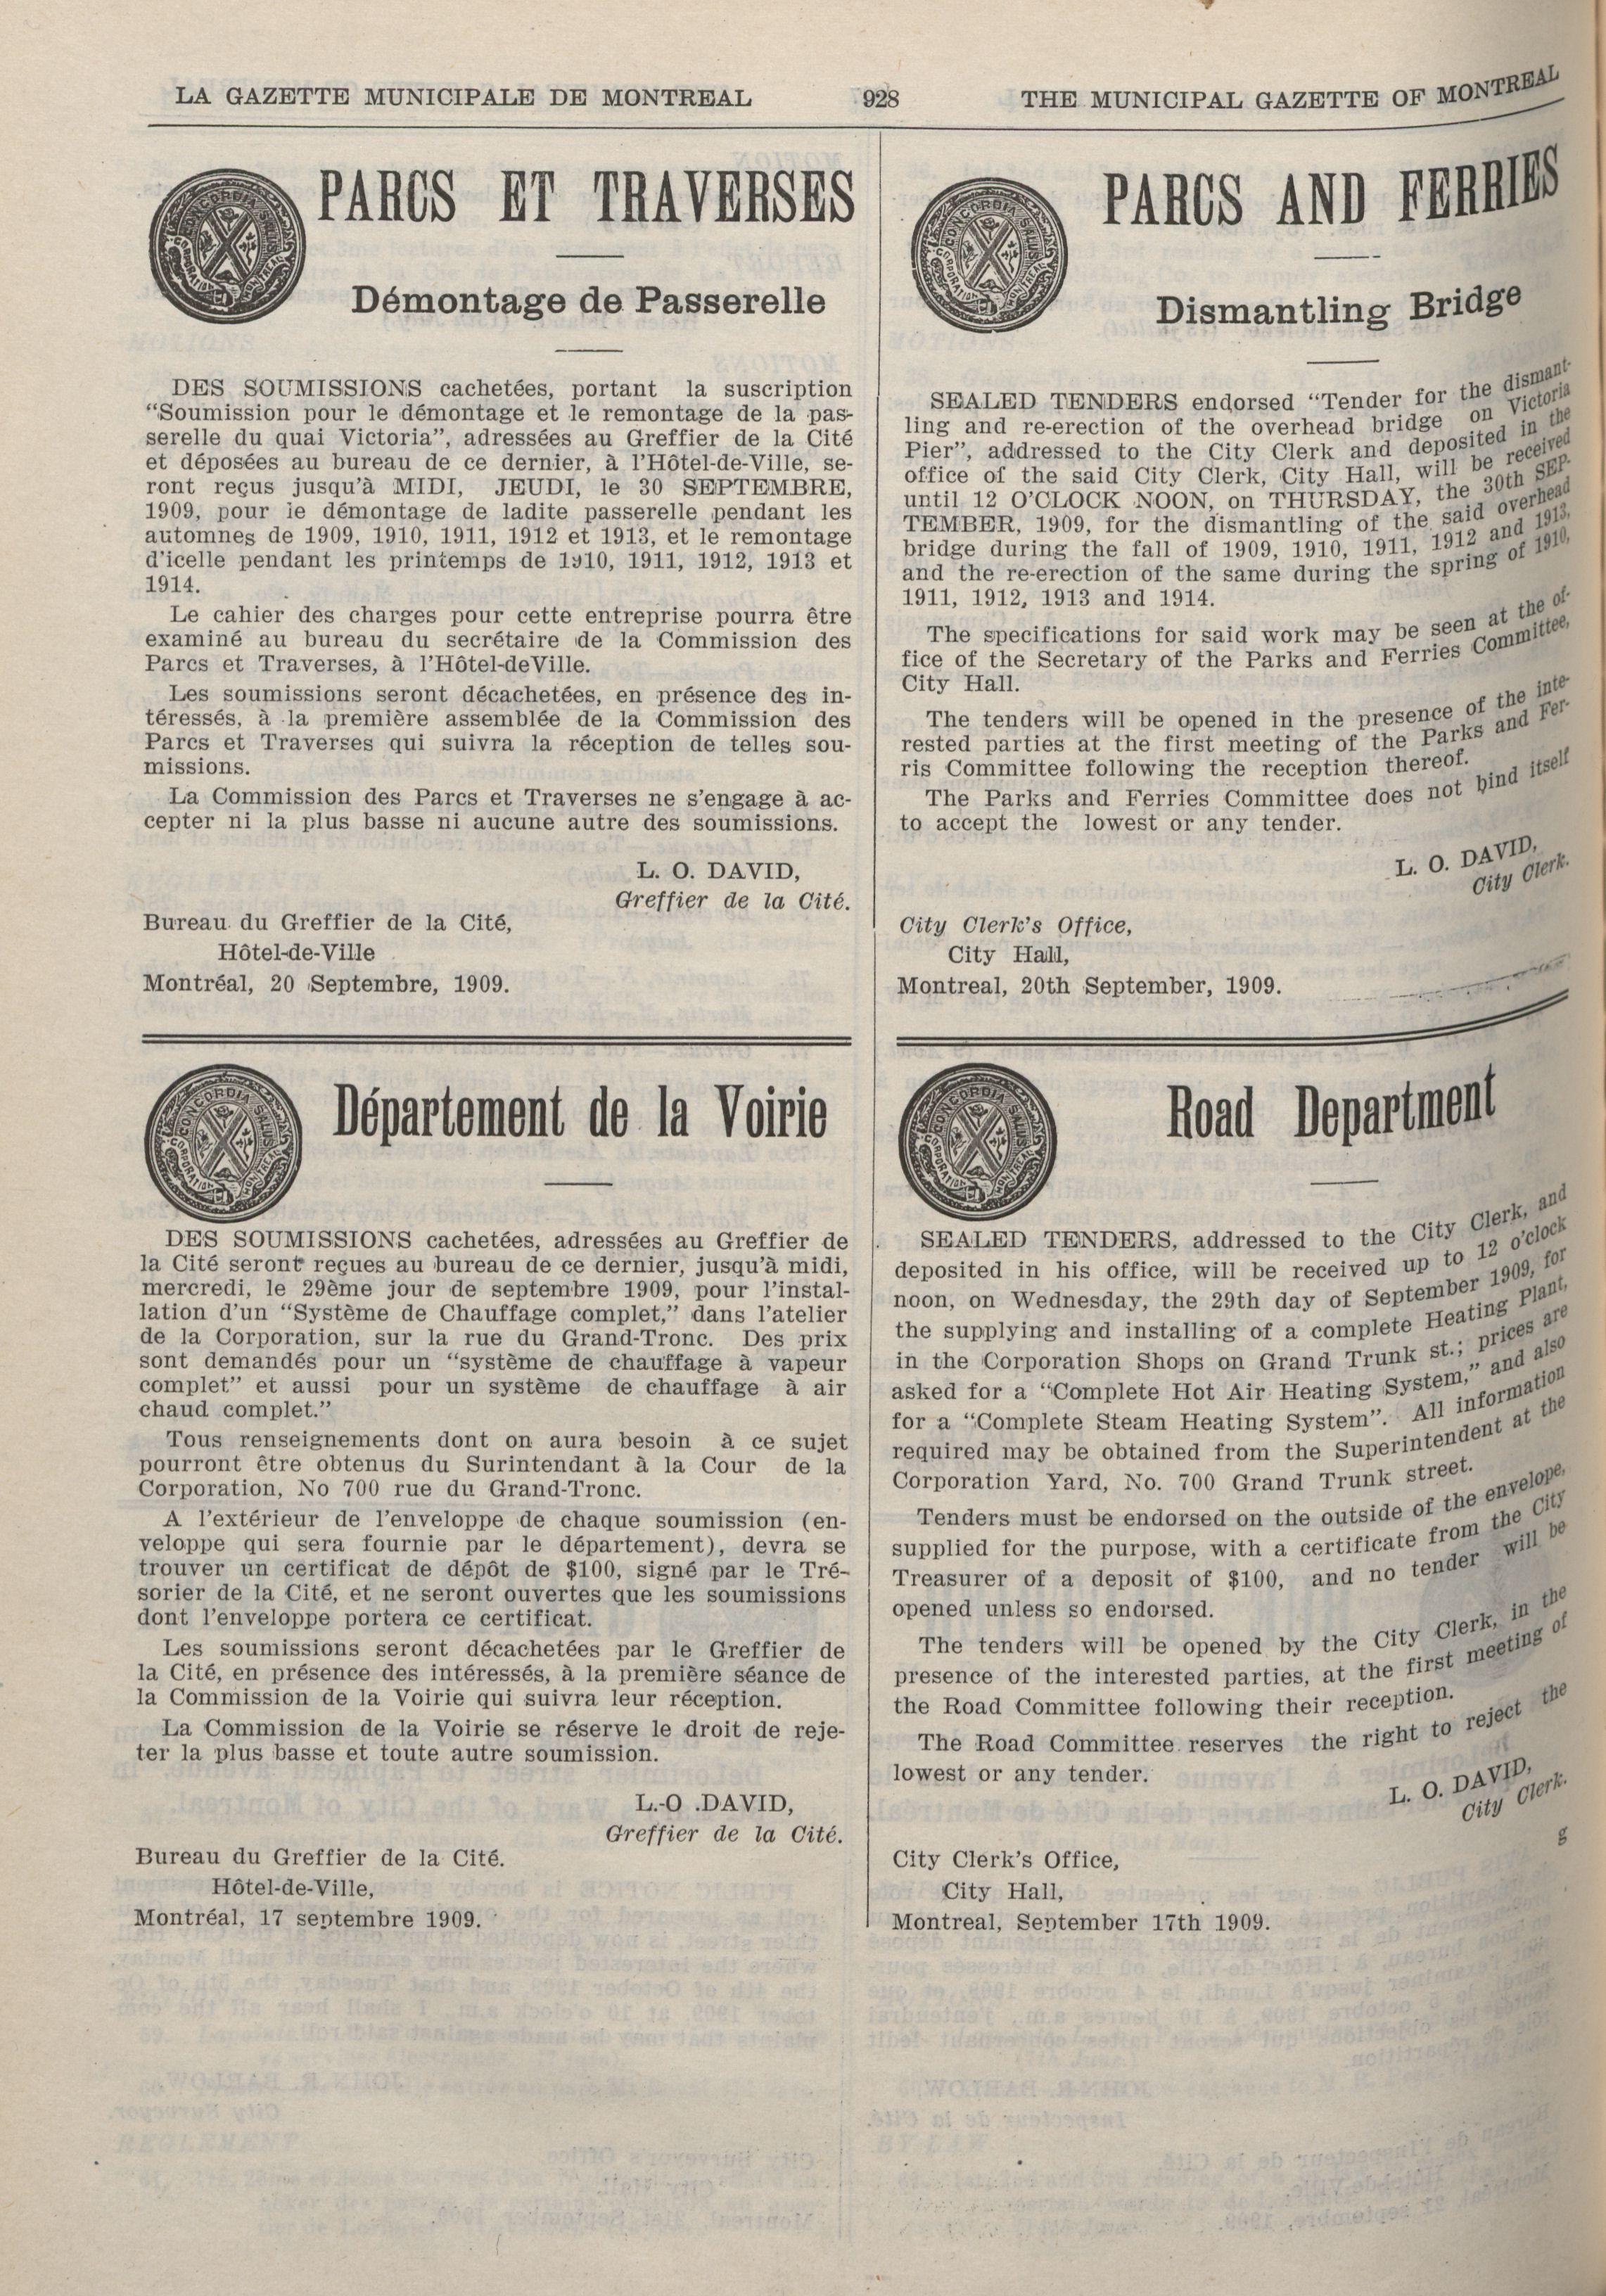 LA GAZETTE MUNICIPALE DE MONTREAL 928 THE MUNICIPAL GAZETTE OF MONTREAL
PARCS ET TRAVERSES
Démontage de Passerelle
DES SOUMISSIONS cachetées, portant la suscription
“Soumission pour le démontage et le remontage de la pas-
serelle du quai Victoria”, adressées au Greffier de la Cité
et déposées au bureau de ce dernier, à l'Hôtel-de-Ville, se-
ront reçus jusqu'à MIDI, JEUDI, le 30 SEPTEMBRE,
1909, pour le démontage de ladite passerelle pendant les
automnes de 1909, 1910, 1911, 1912 et 1913, et le remontage
d'icelle pendant les printemps de 1910, 1911, 1912, 1913 et
1914.
Le cahier des charges pour cette entreprise pourra être
examiné au bureau du secrétaire de la Commission des
Parcs et Traverses, à l'Hôtel-deVille.
Les soumissions seront décachetées, en présence des in-
téressés, à la première assemblée de la Commission des
Parcs et Traverses qui suivra la réception de telles sou-
missions.
La Commission des Parcs et Traverses ne s'engage à ac-
cepter ni la plus basse ni aucune autre des soumissions.
L. O. DAVID,
Greffier de la Cité.
Bureau du Greffier de la Cité,
Hôtel-de-Ville
Montréal, 20 Septembre, 1909.
Département de la Voirie
DES SOUMISSIONS cachetées, adressées au Greffier de
la Cité seront reçues au bureau de ce dernier, jusqu'à midi,
mercredi, le 29ème jour de septembre 1909, pour l'instal-
lation d'un “Système de Chauffage complet,” dans l'atelier
de la Corporation, sur la rue du Grand-Tronc. Des prix
sont demandés pour un “système de chauffage à vapeur
complet” et aussi pour un système de chauffage à air
chaud complet.”
Tous renseignements dont on aura besoin à ce sujet
pourront être obtenus du Surintendant à la Cour de la
Corporation, No 700 rue du Grand-Tronc.
A l'extérieur de l'enveloppe de chaque soumission (en-
veloppe qui sera fournie par le département), devra se
trouver un certificat de dépôt de $100, signé par le Tré-
sorier de la Cité, et ne seront ouvertes que les soumissions
dont l'enveloppe portera ce certificat.
Les soumissions seront décachetées par le Greffier de
la Cité, en présence des intéressés, à la première séance de
la Commission de la Voirie qui suivra leur réception.
La Commission de la Voirie se réserve le droit de reje-
ter la plus basse et toute autre soumission.
L.-O .DAVID,
Greffier de la Cité.
Bureau du Greffier de la Cité.
Hôtel-de-Ville,
Montréal, 17 septembre 1909.
PARCS AND FERRIES
Dismantling Bridge
SEALED TENDERS endorsed “Tender for the dismant-
ling and re-erection of the overhead bridge on Victoria
Pier”, addressed to the City Clerk and deposited in the
office of the said City Clerk, City Hall, will be received
until 12 O'CLOCK NOON, on THURSDAY, the 30th SEP-
TEMBER, 1909, for the dismantling of the said overhead
bridge during the fall of 1909, 1910, 1911, 1912 and 1913,
and the re-erection of the same during the spring of 1910,
1911, 1912, 1913 and 1914.
The specifications for said work may be seen at the of-
fice of the Secretary of the Parks and Ferries Committee,
City Hall.
The tenders will be opened in the presence of the inte-
rested parties at the first meeting of the Parks and Fer-
ris Committee following the reception thereof.
The Parks and Ferries Committee does not bind itself
to accept the lowest or any tender.
L. O. DAVID,
City Clerk.
City Clerk's Office,
City Hall,
Montreal, 20th September, 1909.
Road Department
SEALED TENDERS, addressed to the City Clerk, and
deposited in his office, will be received up to 12 o'clock
noon, on Wednesday, the 29th day of September 1909, for
the supplying and installing of a complete Heating Plant,
in the Corporation Shops on Grand Trunk st.; prices are
asked for a “Complete Hot Air Heating System,” and also
for a “Complete Steam Heating System”. All information
required may be obtained from the Superintendent at the
Corporation Yard, No. 700 Grand Trunk street.
Tenders must be endorsed on the outside of the envelope,
supplied for the purpose, with a certificate from the City
Treasurer of a deposit of $100, and no tender will be
opened unless so endorsed.
The tenders will be opened by the City Clerk, in the
presence of the interested parties, at the first meeting of
the Road Committee following their reception.
The Road Committee reserves the right to reject the
lowest or any tender.
L. O. DAVID,
City Clerk.
g
City Clerk's Office,
City Hall,
Montreal, September 17th 1909.